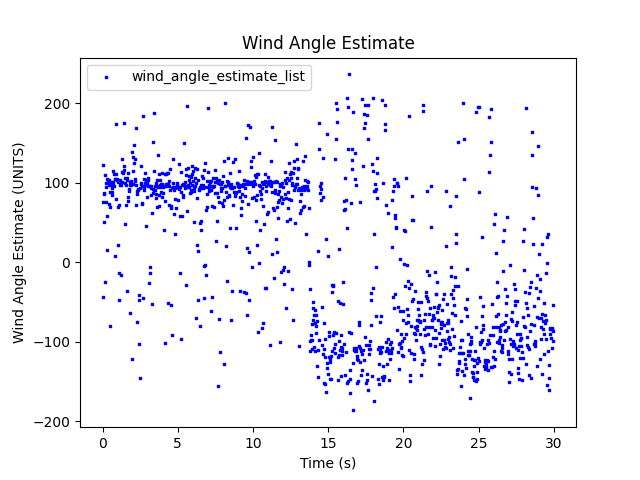 Wind Angle Estimate
wind_angle_estimate_list
Wind Angle Estimate (UNITS)
200
100
0
−100
−200
0 5 10 15 20 25 30
Time (s)